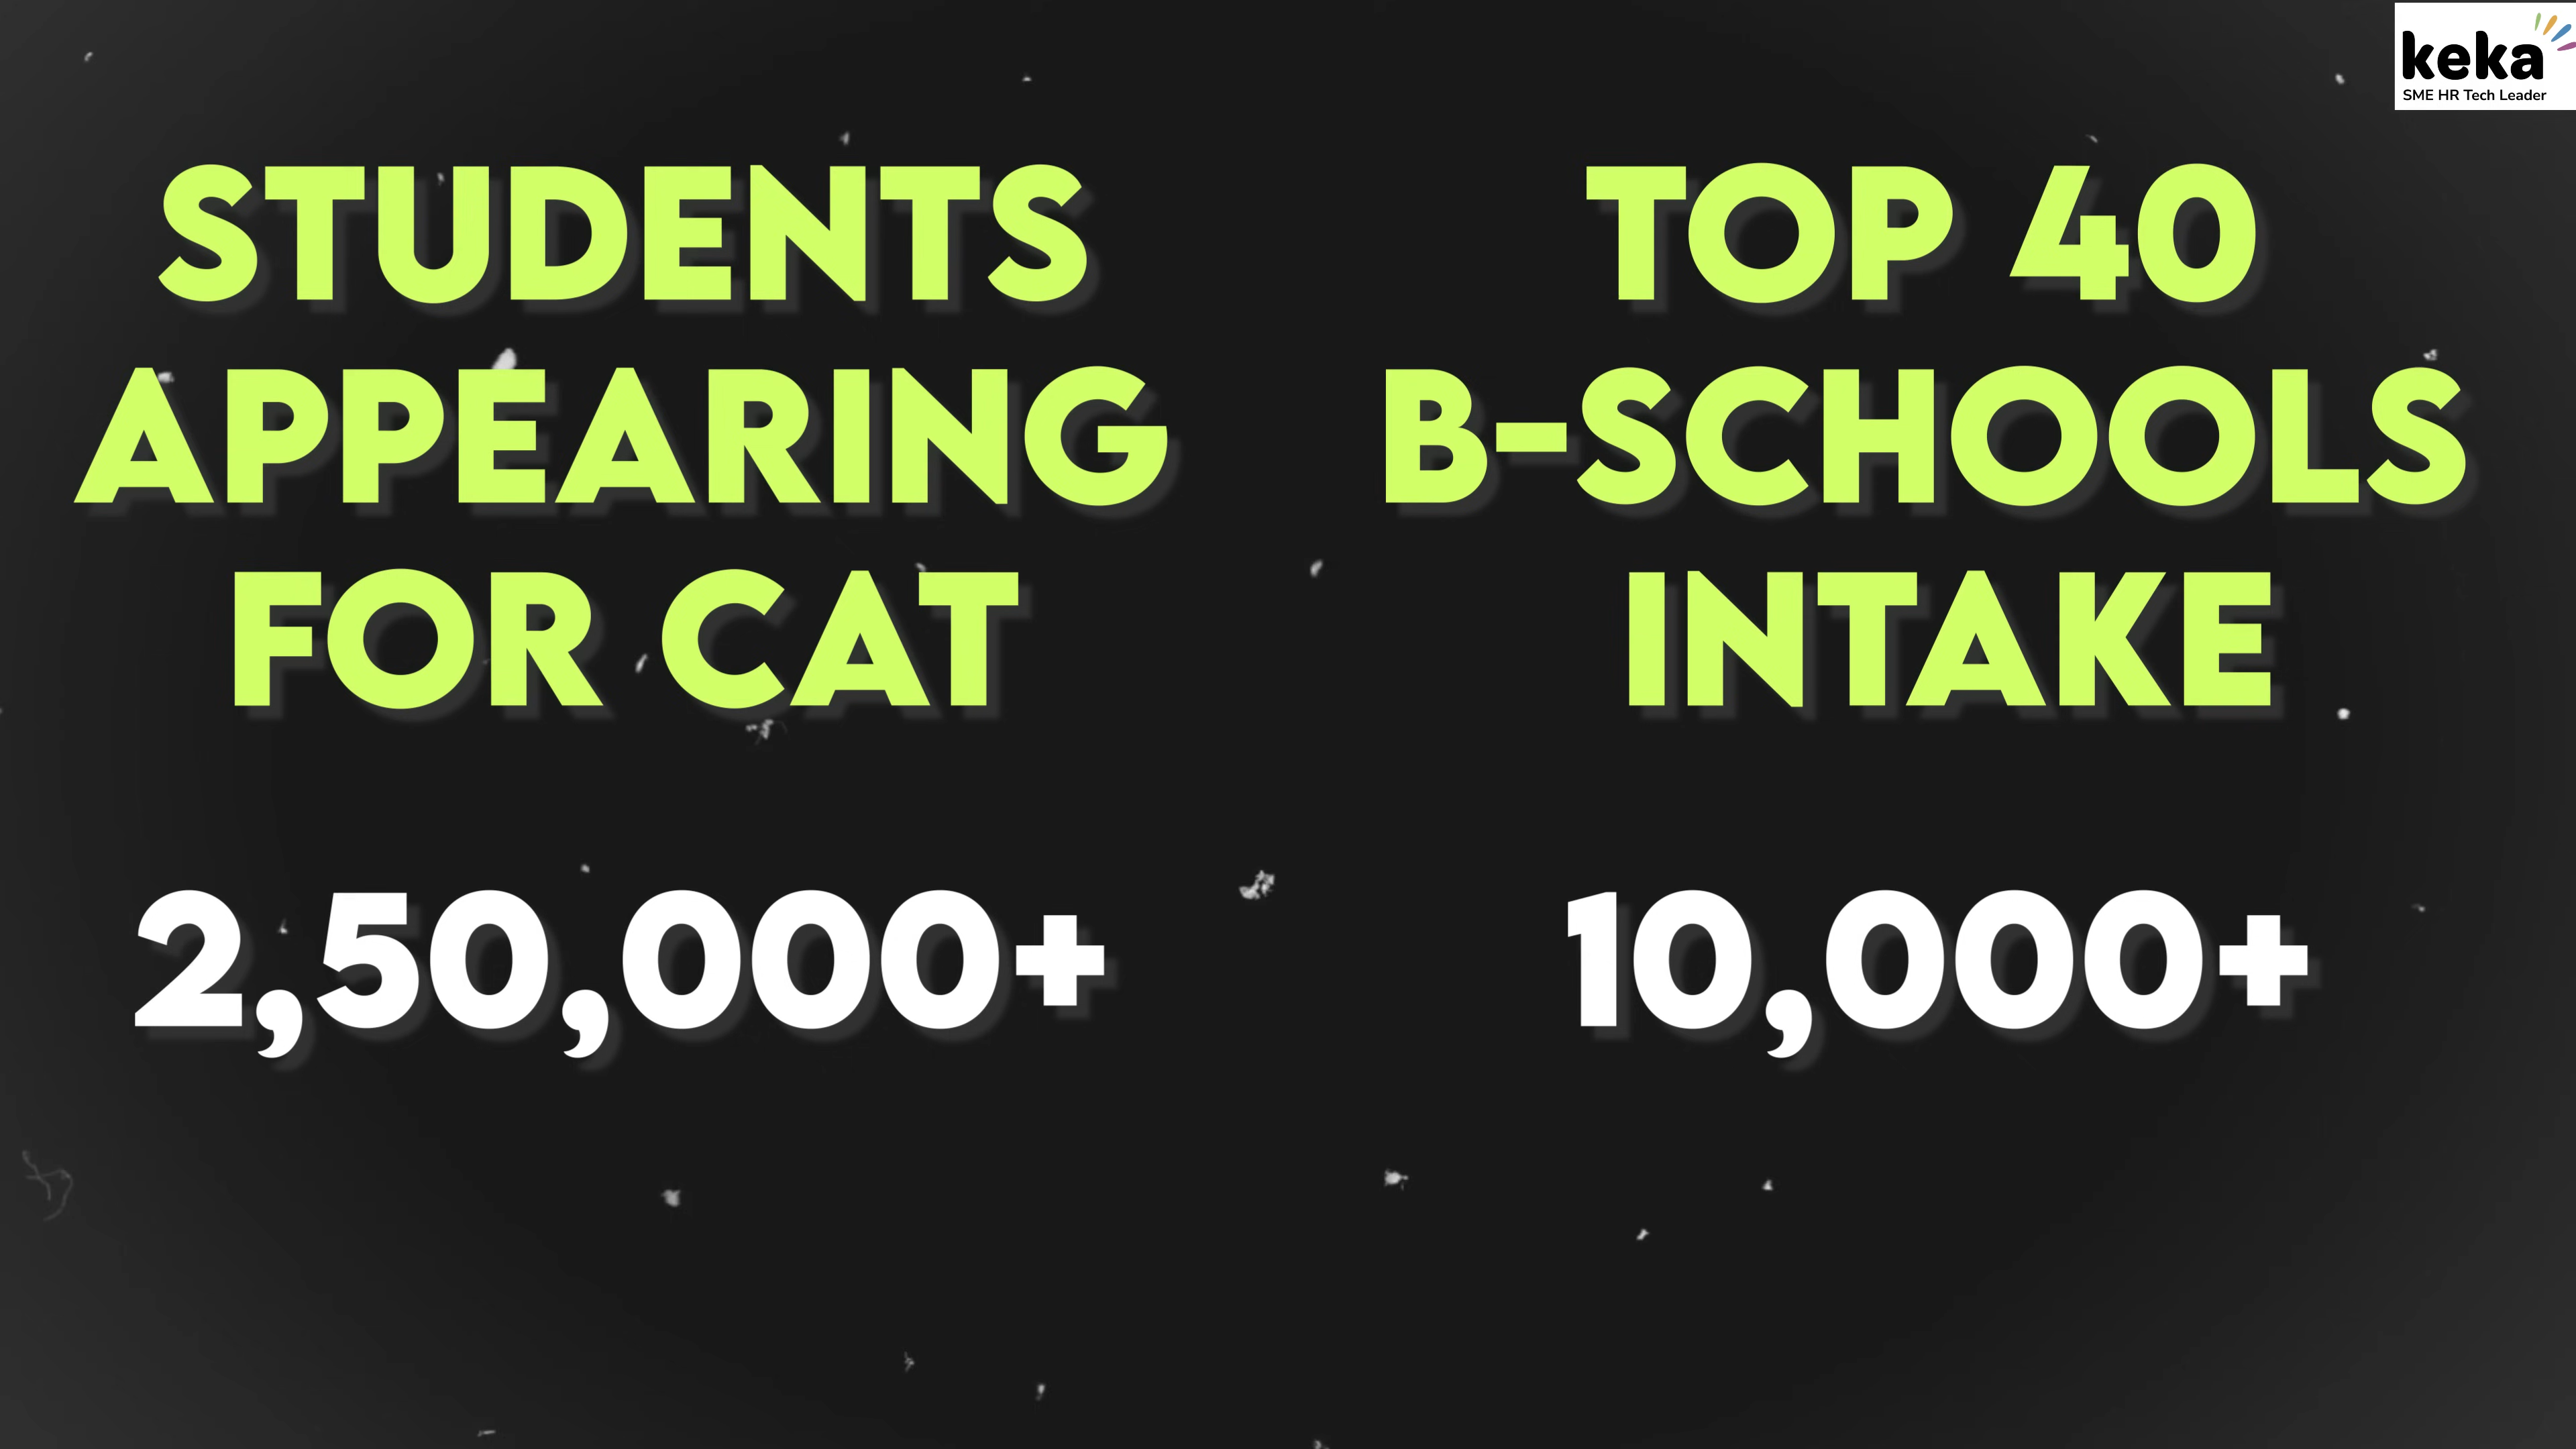 keka
SME HR Tech Leader
STUDENTS
APPEARING
FOR CAT
2,50,000+
TOP 40
B-SCHOOLS
INTAKE
10,000+